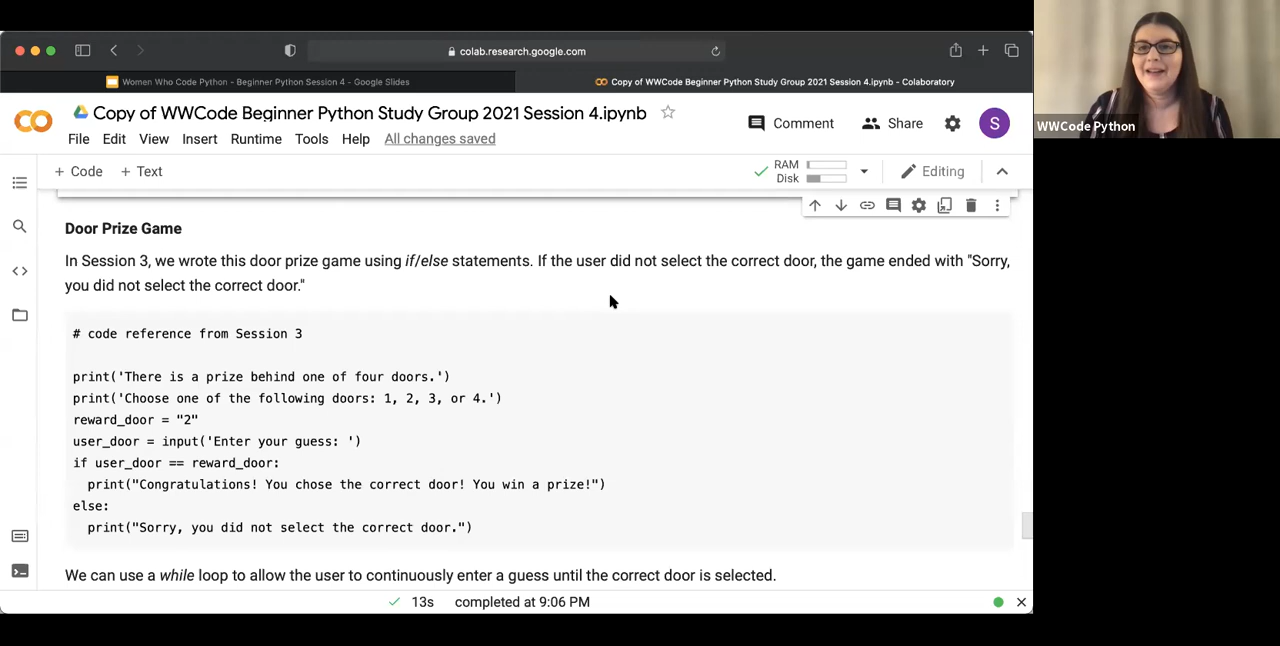 colab.research.google.com
Women Who Code Python - Beginner Python Session 4 - Google Slides
Copy of WWCode Beginner Python Study Group 2021 Session 4.ipynb - Colaboratory
Copy of WWCode Beginner Python Study Group 2021 Session 4.ipynb
Comment
Share
S
File Edit View Insert Runtime Tools Help All changes saved
+ Code + Text
RAM
Disk
Editing
WWCode Python
Door Prize Game
In Session 3, we wrote this door prize game using if/else statements. If the user did not select the correct door, the game ended with "Sorry,
you did not select the correct door."
# code reference from Session 3
print('There is a prize behind one of four doors.')
print('Choose one of the following doors: 1, 2, 3, or 4.')
reward_door = "2"
user_door = input('Enter your guess: ')
if user_door == reward_door:
  print("Congratulations! You chose the correct door! You win a prize!")
else:
  print("Sorry, you did not select the correct door.")
We can use a while loop to allow the user to continuously enter a guess until the correct door is selected.
13s completed at 9:06 PM